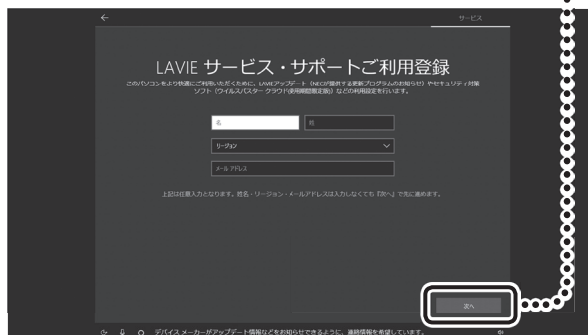 サービス
LAVIE サービス・サポートご利用登録
このパソコンをより快適にご利用いただくために、LAVIEアップデート（NECが提供する更新プログラムのお知らせ）やセキュリティ対策
ソフト（ウイルスバスター クラウド使用期間限定版）などの利用設定を行います。
名
姓
リージョン
メール アドレス
上記は任意入力となります。姓名・リージョン・メールアドレスは入力しなくても「次へ」で先に進めます。
次へ
デバイス メーカーがアップデート情報などをお知らせできるように、連絡情報を希望しています。